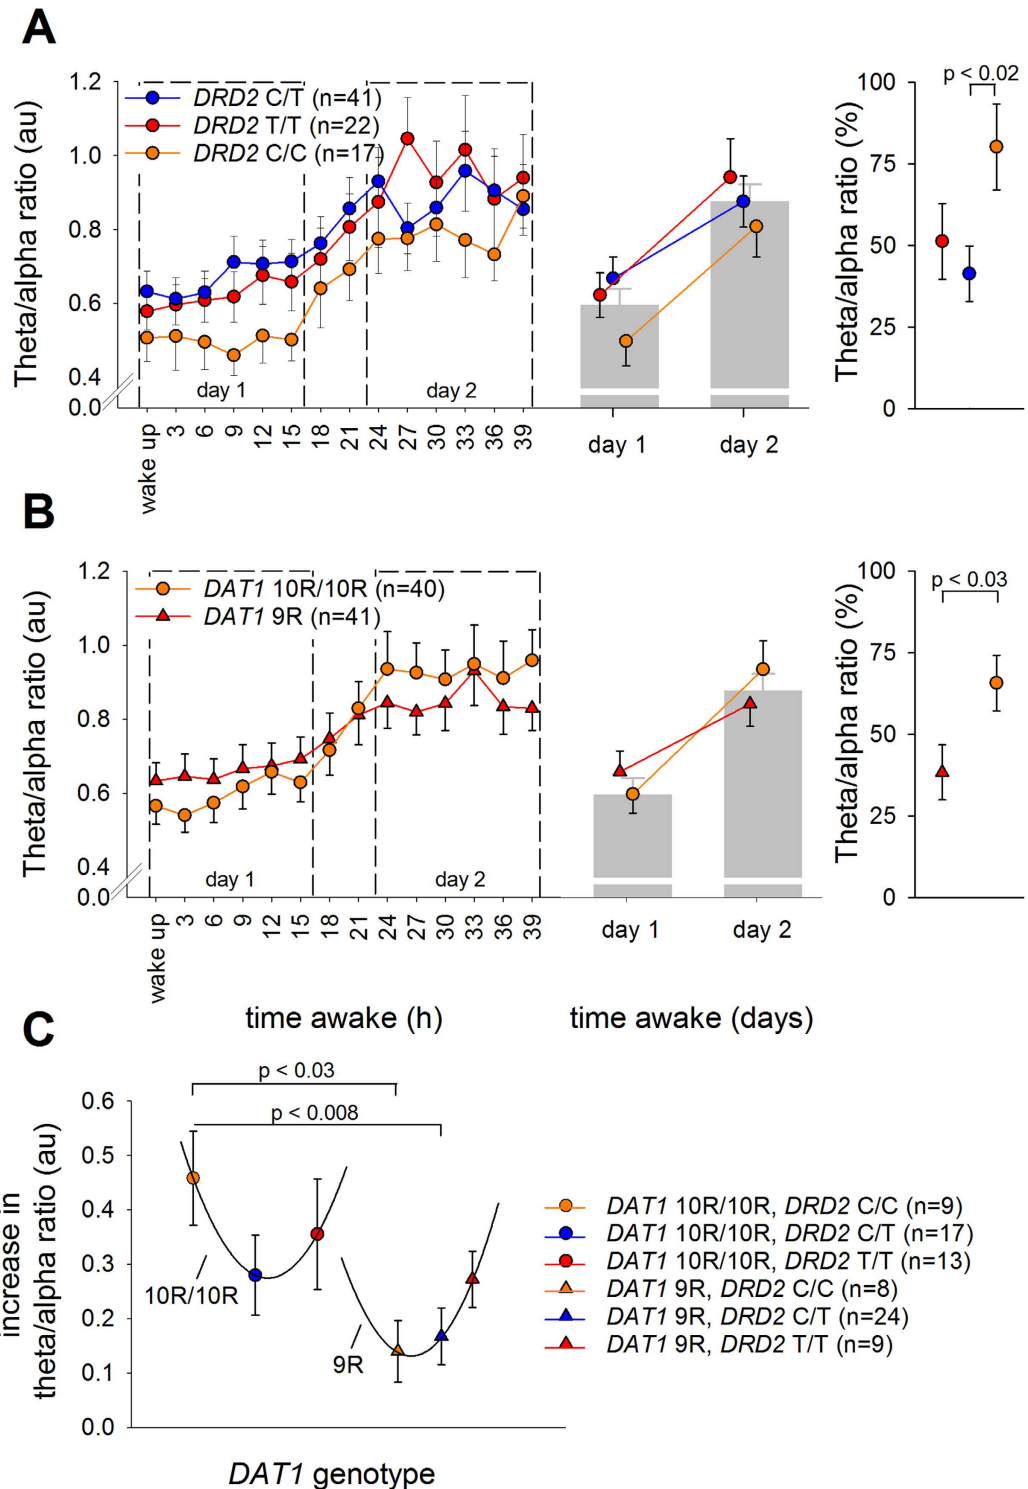 A
Theta/alpha ratio (au)
1.2
1.0
0.8
0.6
0.4
0.0
DRD2 C/T (n=41)
DRD2 T/T (n=22)
DRD2 C/C (n=17)
day 1
day 2
wake up
3
6
9
12
15
18
21
24
27
30
33
36
39
day 1
day 2
Theta/alpha ratio (%)
100
75
50
25
0
p < 0.02
B
Theta/alpha ratio (au)
1.2
1.0
0.8
0.6
0.4
0.0
DAT1 10R/10R (n=40)
DAT1 9R (n=41)
day 1
day 2
wake up
3
6
9
12
15
18
21
24
27
30
33
36
39
time awake (h)
day 1
day 2
time awake (days)
Theta/alpha ratio (%)
100
75
50
25
0
p < 0.03
C
increase in
theta/alpha ratio (au)
0.6
0.5
0.4
0.3
0.2
0.1
0.0
p < 0.03
p < 0.008
10R/10R
9R
DAT1 genotype
DAT1 10R/10R, DRD2 C/C (n=9)
DAT1 10R/10R, DRD2 C/T (n=17)
DAT1 10R/10R, DRD2 T/T (n=13)
DAT1 9R, DRD2 C/C (n=8)
DAT1 9R, DRD2 C/T (n=24)
DAT1 9R, DRD2 T/T (n=9)